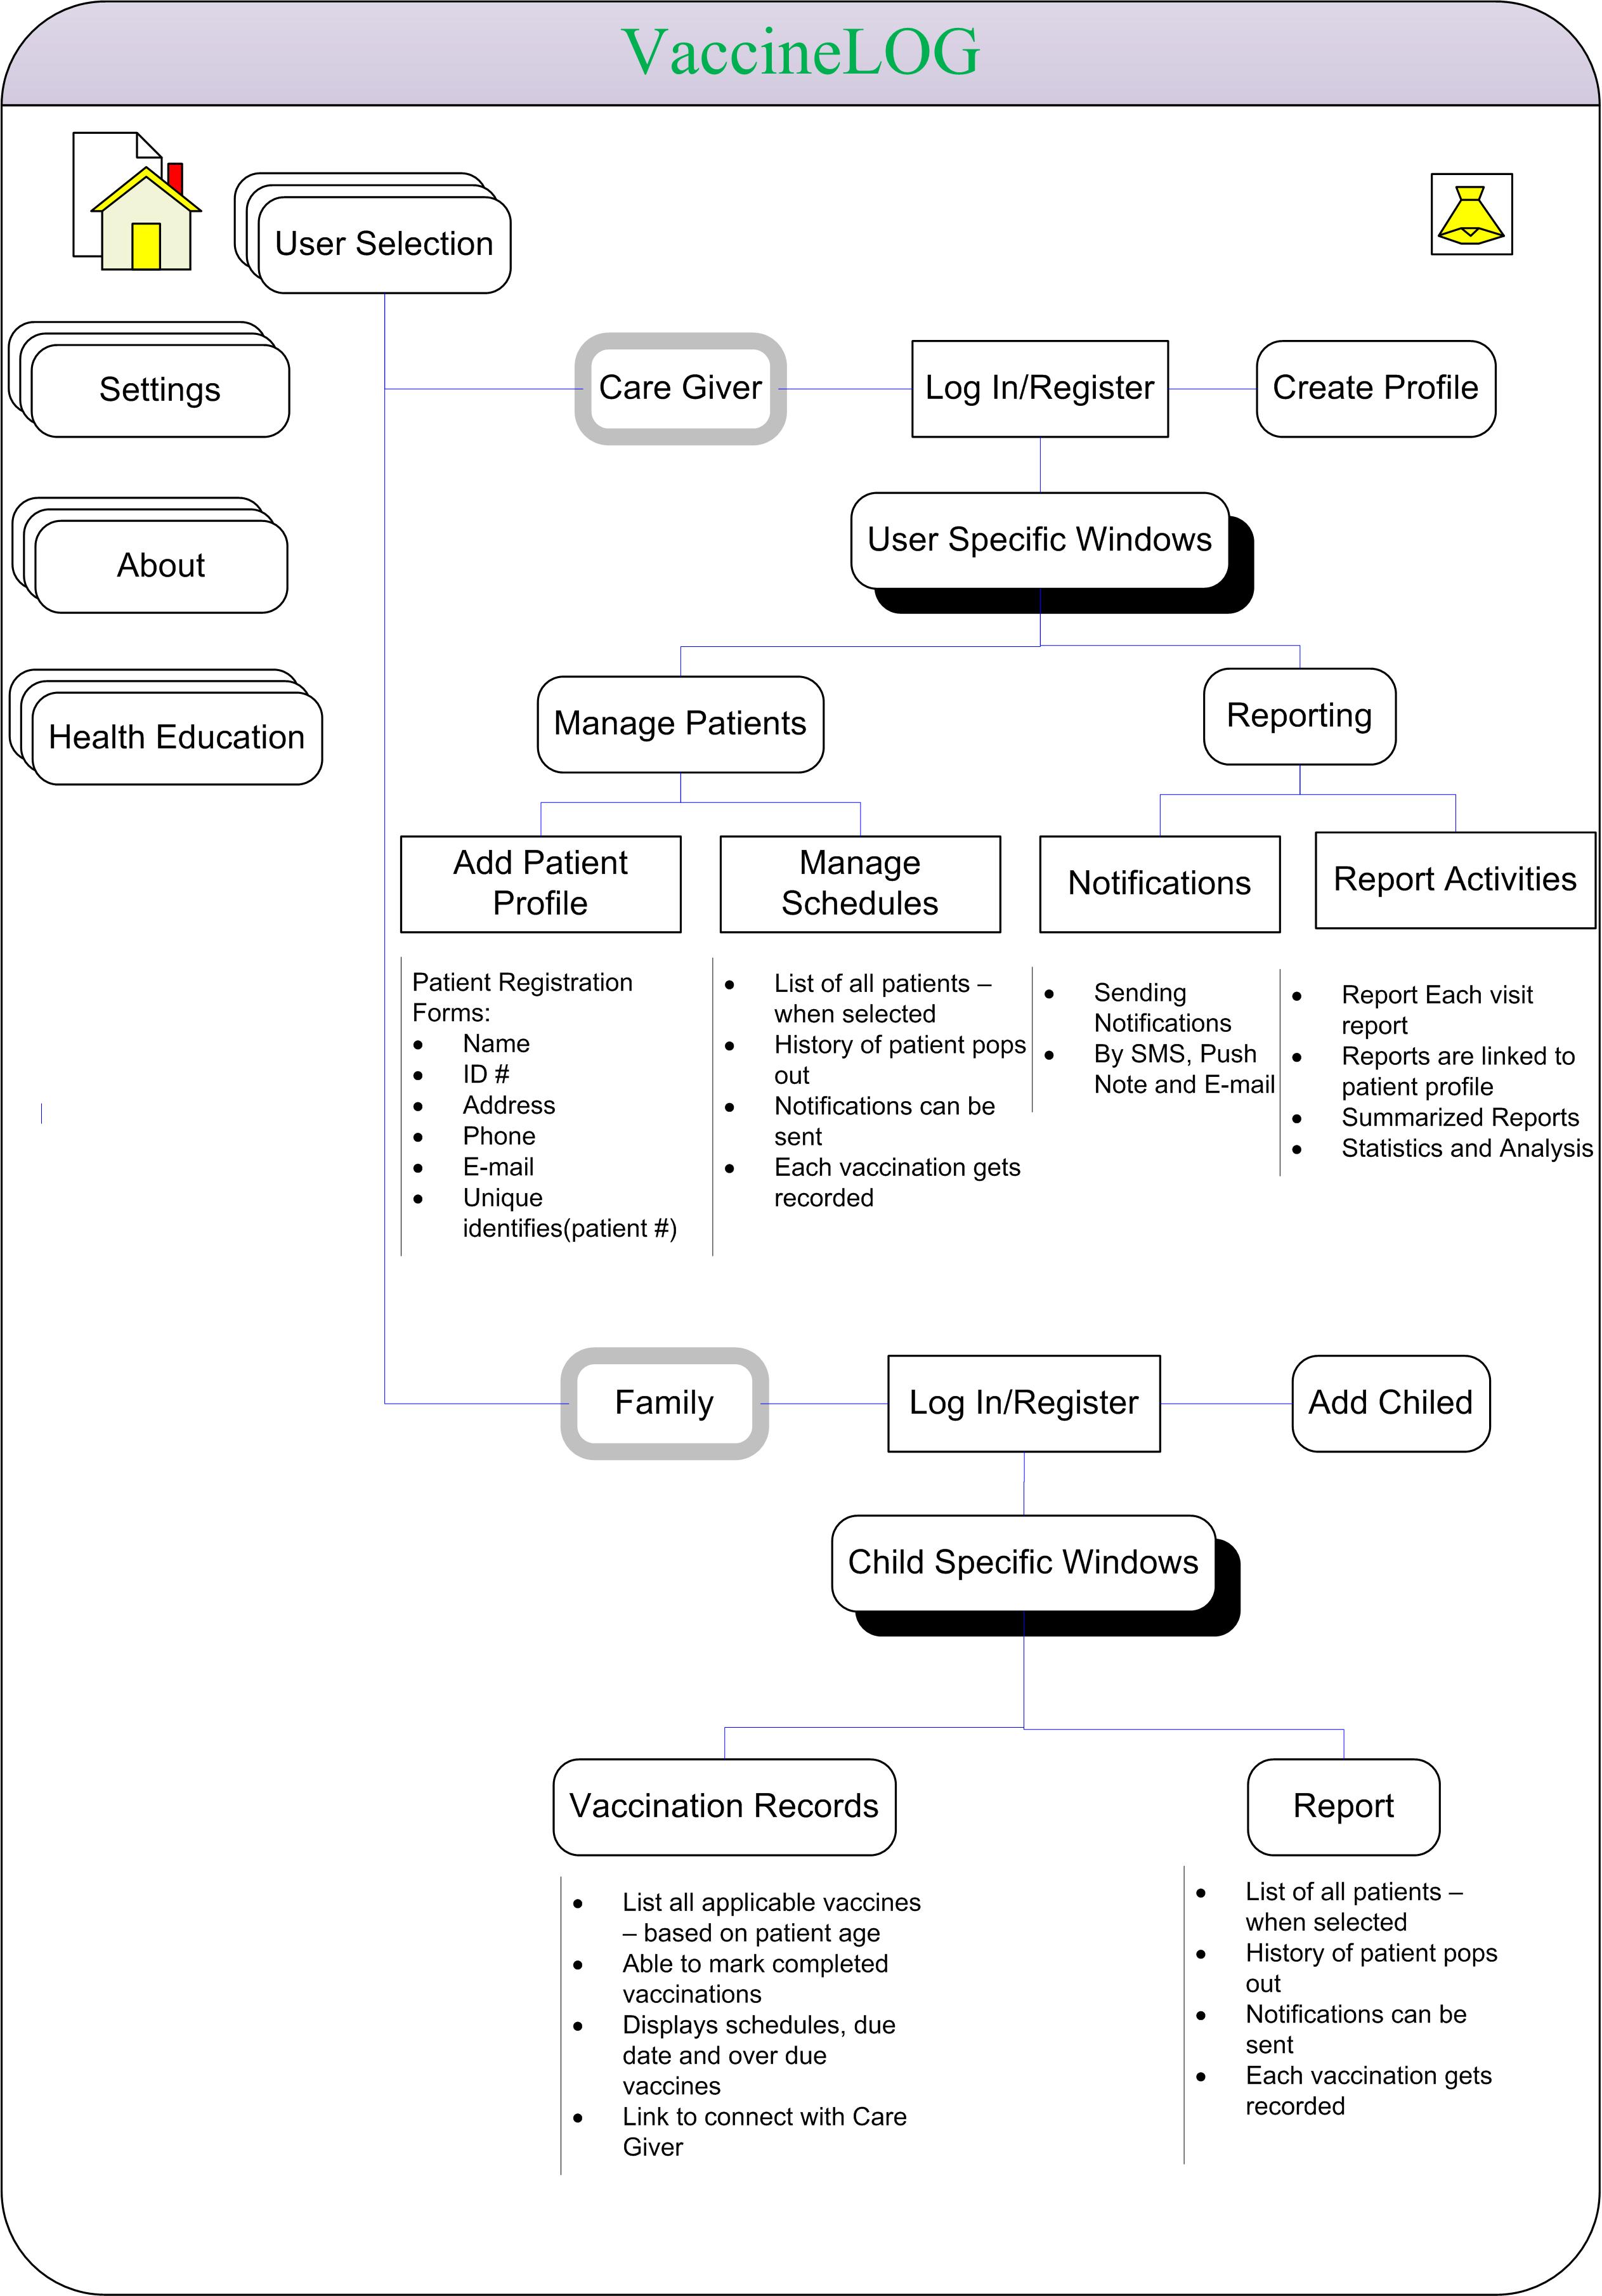 VaccineLOG
User Selection
Settings
About
Health Education
Care Giver
Log In/Register
Create Profile
User Specific Windows
Manage Patients
Reporting
Add Patient
Profile
Manage
Schedules
Notifications
Report Activities
Patient Registration
Forms:
• Name
• ID #
• Address
• Phone
• E-mail
• Unique
identifies(patient #)
• List of all patients –
when selected
• History of patient pops
out
• Notifications can be
sent
• Each vaccination gets
recorded
• Sending
Notifications
• By SMS, Push
Note and E-mail
• Report Each visit
report
• Reports are linked to
patient profile
• Summarized Reports
• Statistics and Analysis
Family
Log In/Register
Add Chiled
Child Specific Windows
Vaccination Records
Report
• List all applicable vaccines
– based on patient age
• Able to mark completed
vaccinations
• Displays schedules, due
date and over due
vaccines
• Link to connect with Care
Giver
• List of all patients –
when selected
• History of patient pops
out
• Notifications can be
sent
• Each vaccination gets
recorded